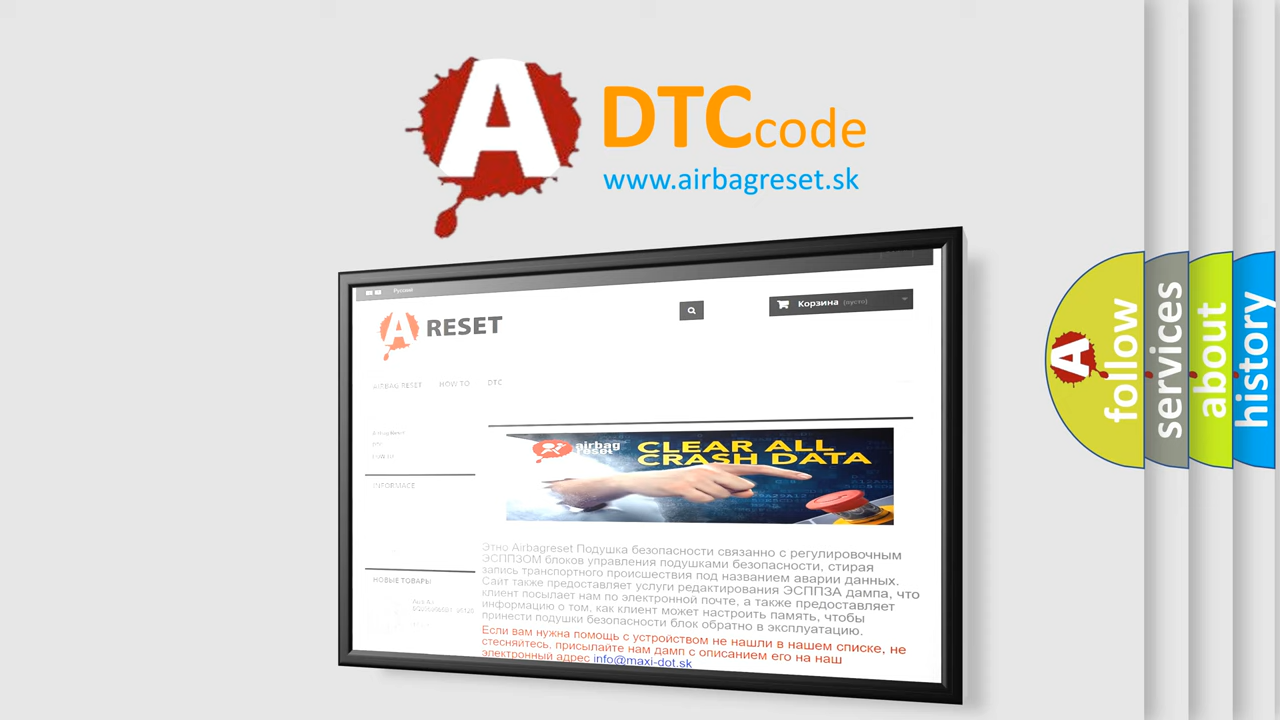 A
DTCcode
www.airbagreset.sk
Русский
A RESET
Корзина (пусто)
AIRBAG RESET HOW TO DTC
INFORMACE
НОВЫЕ ТОВАРЫ
airbag
reset
CLEAR ALL
CRASH DATA
Этно Airbagreset Подушка безопасности связанно с регулировочным
ЭСППЗОМ блоков управления подушками безопасности, стирая
запись транспортного происшествия под названием аварии данных.
Сайт также предоставляет услуги редактирования ЭСППЗА дампа, что
клиент посылает нам по электронной почте, а также предоставляет
информацию о том, как клиент может настроить память, чтобы
принести подушки безопасности блок обратно в эксплуатацию.
Если вам нужна помощь с устройством не нашли в нашем списке, не
стесняйтесь, присылайте нам дамп с описанием его на наш
электронный адрес info@maxi-dot.sk
A
follow
services
about
history